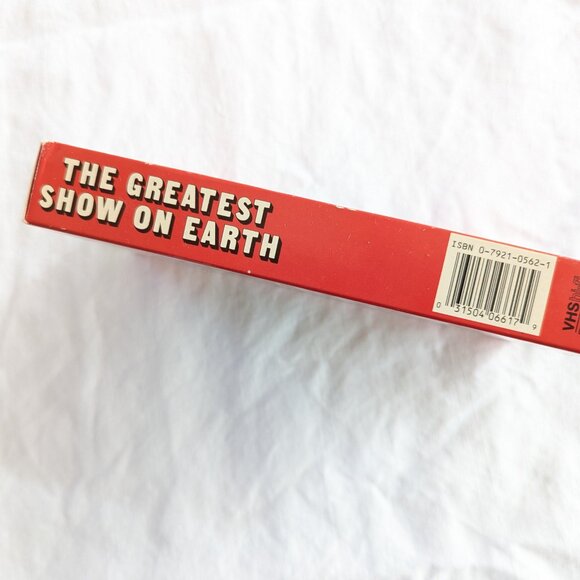 THE GREATEST
SHOW ON EARTH
ISBN 0-7921-0562-1
0 31504 06617 9
VHS